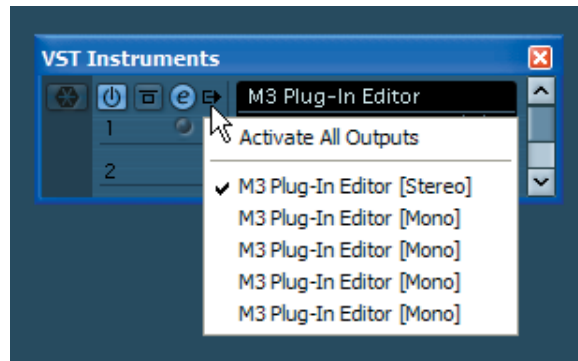 VST Instruments
e M3 Plug-In Editor
1
Activate All Outputs
2
M3 Plug-In Editor [Stereo]
M3 Plug-In Editor [Mono]
M3 Plug-In Editor [Mono]
M3 Plug-In Editor [Mono]
M3 Plug-In Editor [Mono]